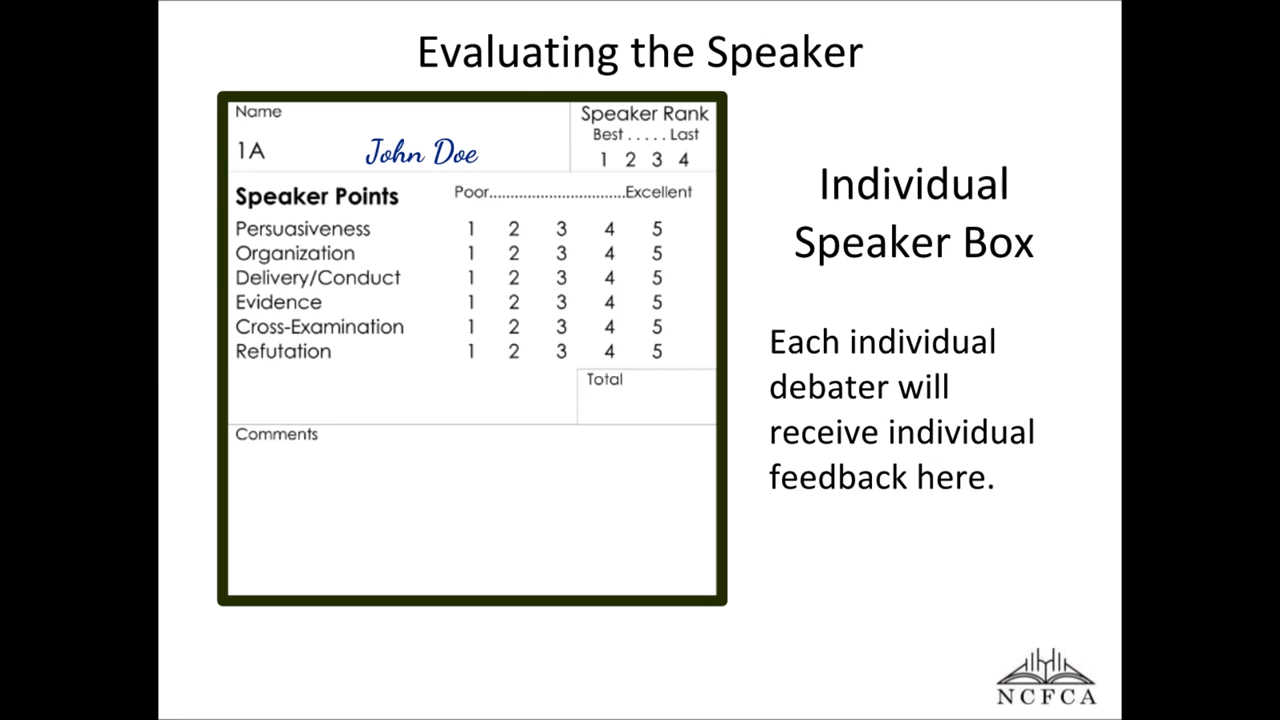 Evaluating the Speaker
Name
1A John Doe
Speaker Rank
Best . . . . . Last
1 2 3 4
Speaker Points Poor..............................Excellent
Persuasiveness 1 2 3 4 5
Organization 1 2 3 4 5
Delivery/Conduct 1 2 3 4 5
Evidence 1 2 3 4 5
Cross-Examination 1 2 3 4 5
Refutation 1 2 3 4 5
Total
Comments
Individual
Speaker Box
Each individual
debater will
receive individual
feedback here.
NCFCA